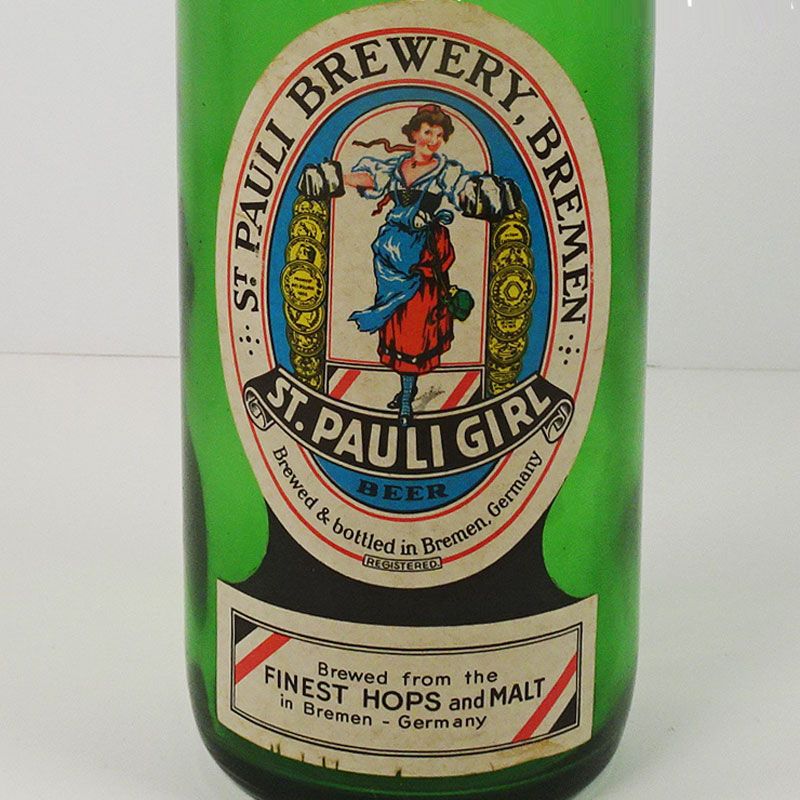 ST PAULI BREWERY, BREMEN
ST. PAULI GIRL
BEER
Brewed & bottled in Bremen, Germany
REGISTERED.
Brewed from the
FINEST HOPS and MALT
in Bremen - Germany